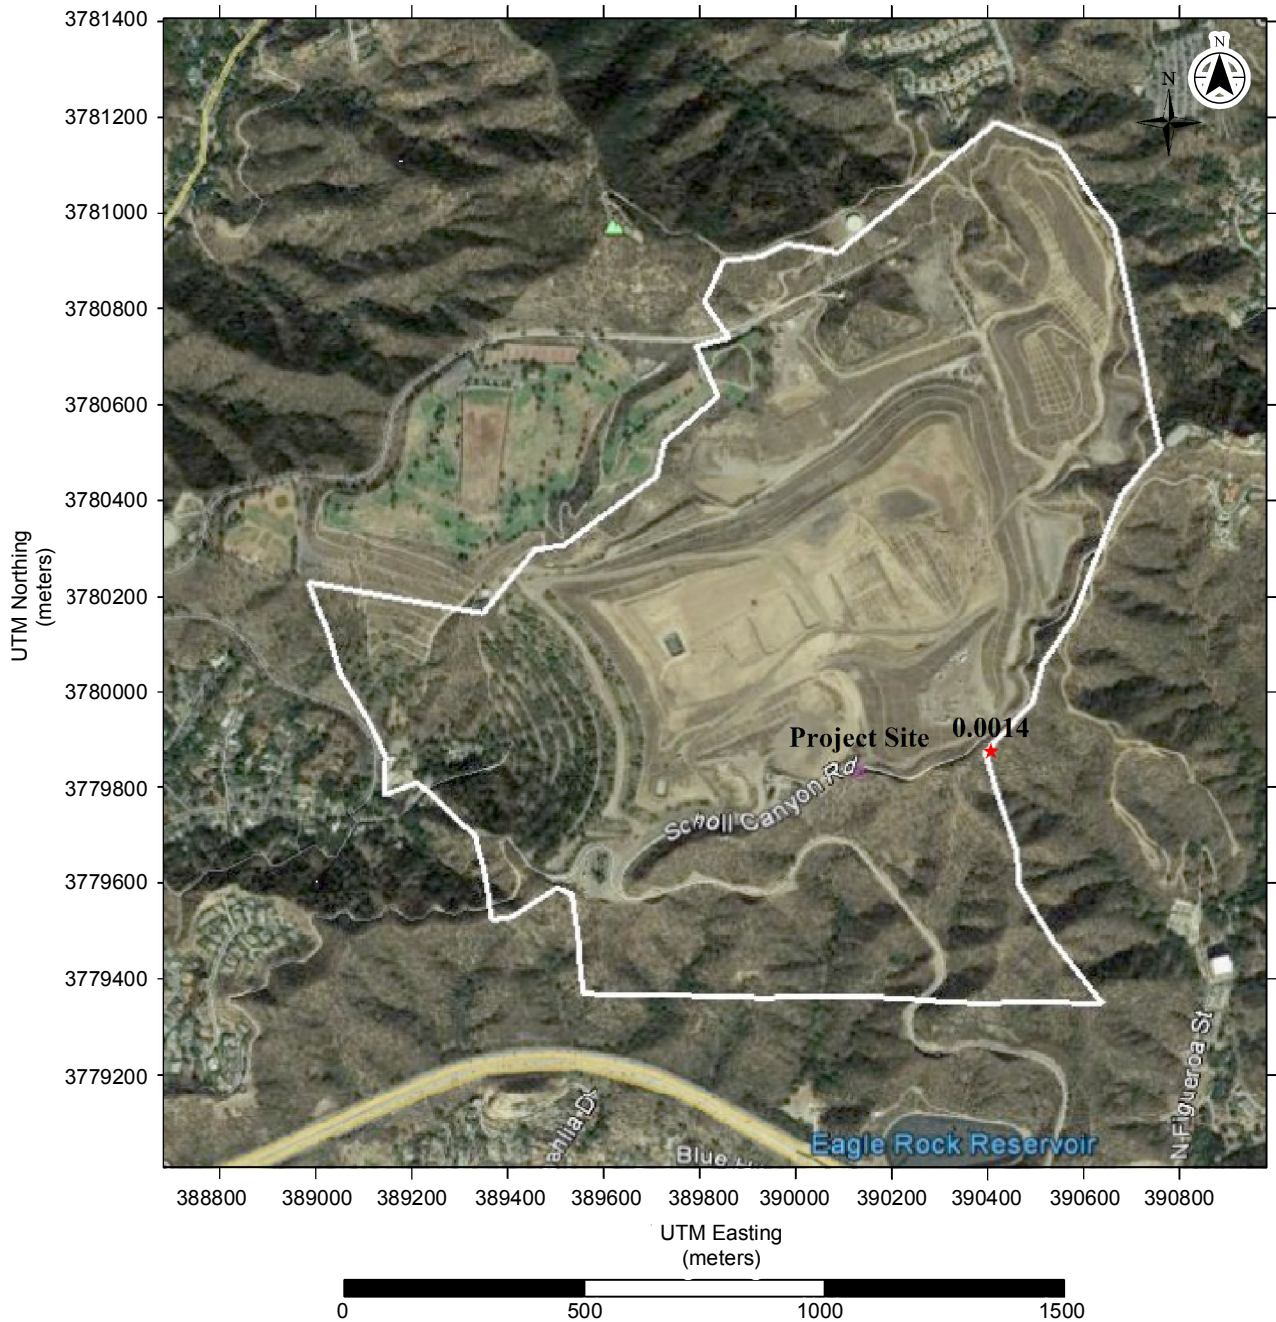 3781400
3781200
3781000
3780800
3780600
3780400
3780200
3780000
3779800
3779600
3779400
3779200
UTM Northing
(meters)
N
N
Project Site
0.0014
Scholl Canyon Rd
N Figueroa St
Eagle Rock Reservoir
Blue
388800 389000 389200 389400 389600 389800 390000 390200 390400 390600 390800
UTM Easting
(meters)
0 500 1000 1500